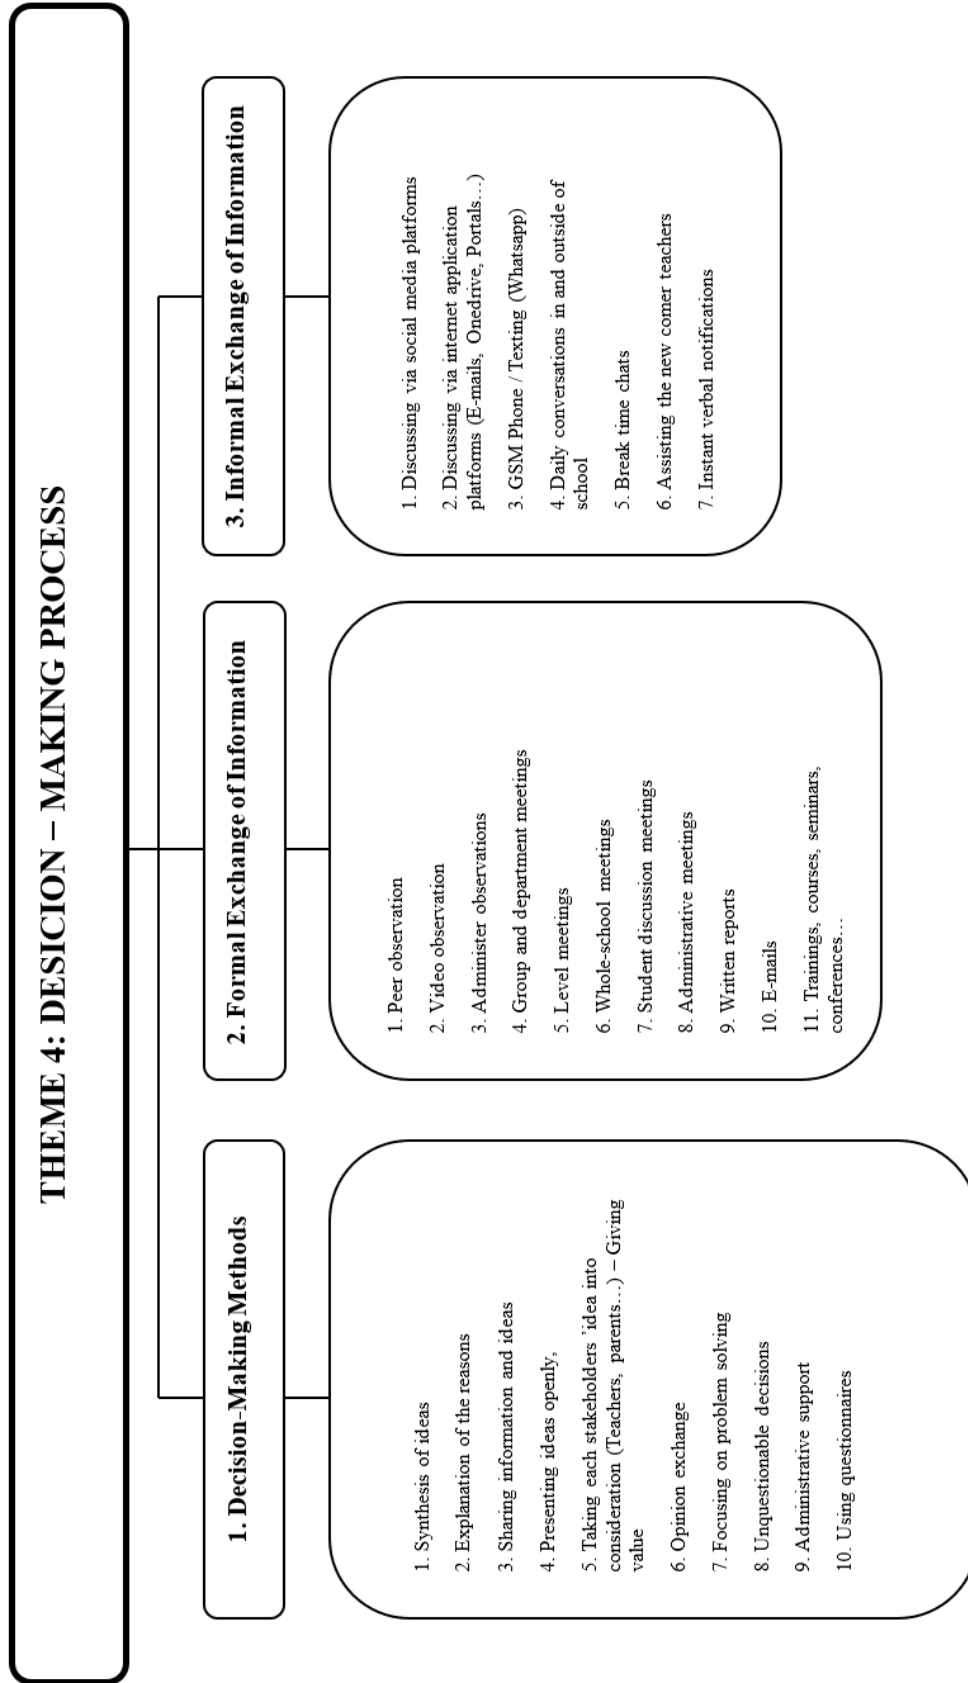 THEME 4: DESICION – MAKING PROCESS
1. Decision-Making Methods
1. Synthesis of ideas
2. Explanation of the reasons
3. Sharing information and ideas
4. Presenting ideas openly,
5. Taking each stakeholders 'idea into
consideration (Teachers, parents…) – Giving
value
6. Opinion exchange
7. Focusing on problem solving
8. Unquestionable decisions
9. Administrative support
10. Using questionnaires
2. Formal Exchange of Information
1. Peer observation
2. Video observation
3. Administer observations
4. Group and department meetings
5. Level meetings
6. Whole-school meetings
7. Student discussion meetings
8. Administrative meetings
9. Written reports
10. E-mails
11. Trainings, courses, seminars,
conferences…
3. Informal Exchange of Information
1. Discussing via social media platforms
2. Discussing via internet application
platforms (E-mails, Onedrive, Portals…)
3. GSM Phone / Texting (Whatsapp)
4. Daily conversations in and outside of
school
5. Break time chats
6. Assisting the new comer teachers
7. Instant verbal notifications